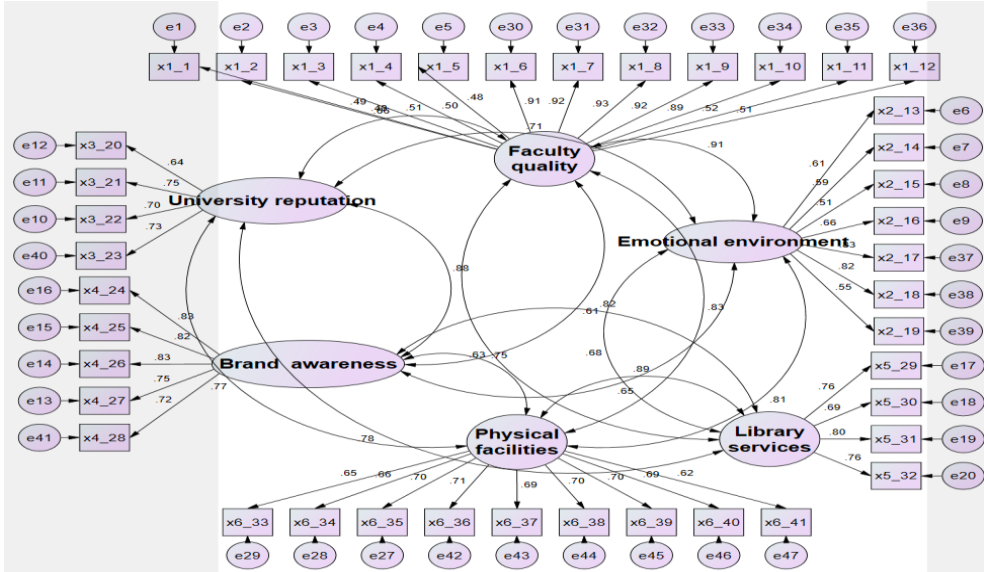 e1 e2 e3 e4 e5 e30 e31 e32 e33 e34 e35 e36
x1_1 x1_2 x1_3 x1_4 x1_5 x1_6 x1_7 x1_8 x1_9 x1_10 x1_11 x1_12
.49 .51 .50 .48 .91 .92 .93 .92 .89 .52 .51
.71
.91
Faculty
quality
e12 x3_20
e11 x3_21
e10 x3_22
e40 x3_23
.64
.75
.70
.73
University reputation
x2_13 e6
x2_14 e7
x2_15 e8
x2_16 e9
x2_17 e37
x2_18 e38
x2_19 e39
.61
.59
.51
.66
.82
.55
Emotional environment
e16 x4_24
e15 x4_25
e14 x4_26
e13 x4_27
e41 x4_28
.83
.82
.83
.75
.72
Brand awareness
.88
.82
.61
.83
.63
.75
.68
.89
.65
.77
.81
.78
x5_29 e17
x5_30 e18
x5_31 e19
x5_32 e20
.76
.69
.80
.76
Library
services
Physical
facilities
.65 .66 .70 .71 .69 .70 .70 .69 .62
x6_33 x6_34 x6_35 x6_36 x6_37 x6_38 x6_39 x6_40 x6_41
e29 e28 e27 e42 e43 e44 e45 e46 e47